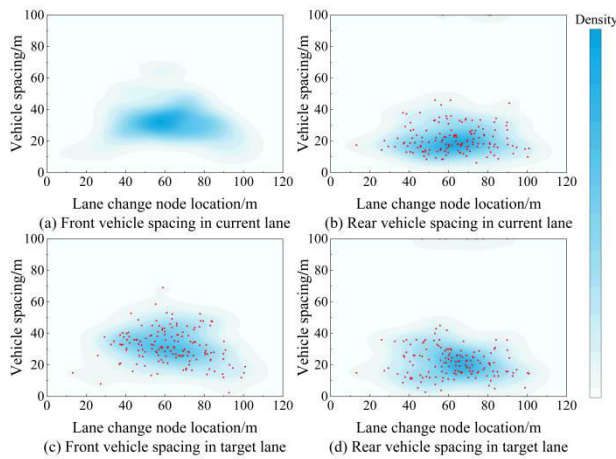 Density
Vehicle spacing/m
100
80
60
40
20
0
0 20 40 60 80 100 120
Lane change node location/m
(a) Front vehicle spacing in current lane
Vehicle spacing/m
100
80
60
40
20
0
0 20 40 60 80 100 120
Lane change node location/m
(b) Rear vehicle spacing in current lane
Vehicle spacing/m
100
80
60
40
20
0
0 20 40 60 80 100 120
Lane change node location/m
(c) Front vehicle spacing in target lane
Vehicle spacing/m
100
80
60
40
20
0
0 20 40 60 80 100 120
Lane change node location/m
(d) Rear vehicle spacing in target lane